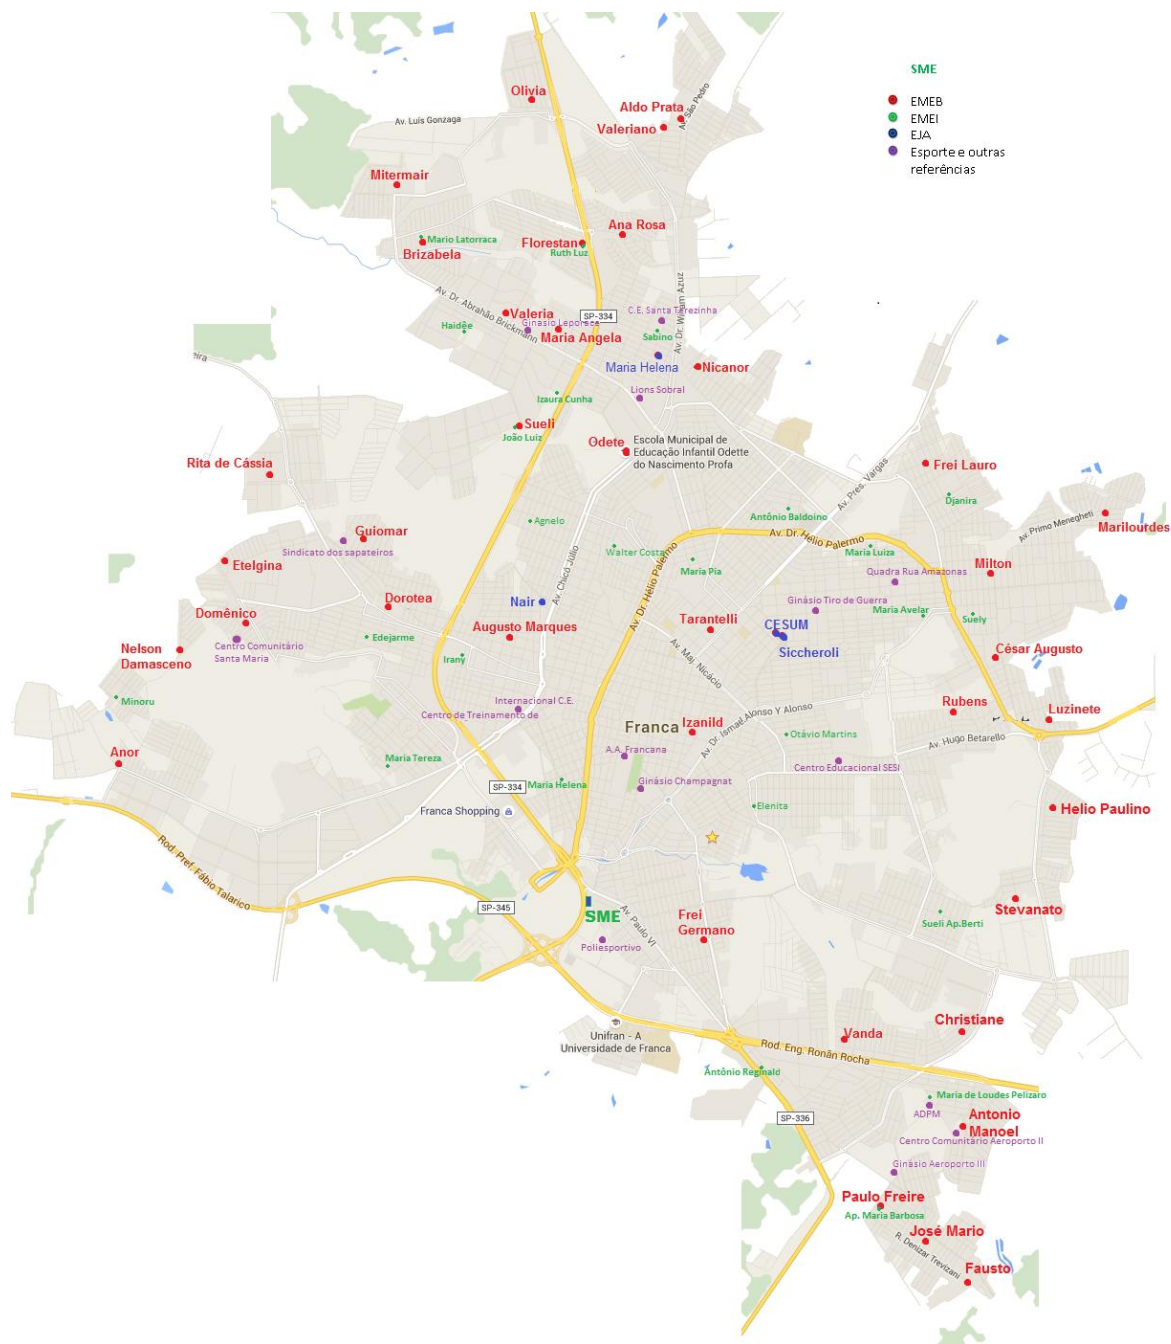 SME
EMEB
EMEI
EJA
Esporte e outras
referências
Olivia
Aldo Prata
Av. São Pedro
Valeriano
Av. Luís Gonzaga
Mitermair
Ana Rosa
Mario Latorraca
Florestan
Brizabela
Ruth Luz
Av. Dr. Abrahão Brickmann
Av. Dr. Wiliam Azuz
Valeria
C.E. Santa Terezinha
SP-334
Ginasio Leporace
Haidêe
Maria Angela
Sabino
Maria Helena
Nicanor
Lions Sobral
Izaura Cunha
Sueli
João Luiz
Odete
Escola Municipal de
Educação Infantil Odette
do Nascimento Profa
Rita de Cássia
Frei Lauro
Av. Pres. Vargas
Djanira
Agnelo
Antônio Baldoino
Av. Primo Menegheti
Marilourdes
Guiomar
Sindicato dos sapateiros
Av. Dr. Hélio Palermo
Walter Costa
Maria Luiza
Etelgina
Av. Chico Júlio
Maria Pia
Quadra Rua Amazonas
Milton
Av. Dr. Hélio Palermo
Dorotea
Nair
Ginásio Tiro de Guerra
Maria Avelar
Suely
Domênico
Augusto Marques
Tarantelli
CESUM
Siccheroli
Edejarme
Centro Comunitário
Santa Maria
Nelson
Damasceno
Irany
Av. Maj. Nicácio
César Augusto
Minoru
Internacional C.E.
Centro de Treinamento de
Franca
Izanild
Av. Dr. Ismael Alonso Y Alonso
Rubens
Luzinete
Otávio Martins
Av. Hugo Betarello
Anor
Maria Tereza
A.A. Francana
Centro Educacional SESI
SP-334
Maria Helena
Ginásio Champagnat
Franca Shopping
Elenita
Helio Paulino
Rod. Pref. Fábio Talarico
SP-345
SME
Av. Paulo VI
Frei
Germano
Stevanato
Sueli Ap.Berti
Poliesportivo
Unifran - A
Universidade de Franca
Vanda
Christiane
Rod. Eng. Ronãn Rocha
Antônio Reginald
Maria de Loudes Pelizaro
ADPM
SP-336
Antonio
Manoel
Centro Comunitário Aeroporto II
Ginásio Aeroporto III
Paulo Freire
Ap. Maria Barbosa
José Mario
R. Denizar Trevizani
Fausto